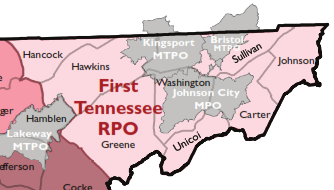 Kingsport
MTPO
Bristol
MTPO
Sullivan
Johnson
Hancock
Hawkins
First
Tennessee
RPO
Washington
Johnson City
MPO
Carter
Unicoi
Greene
Hamblen
Lakeway
MTPO
Cocke